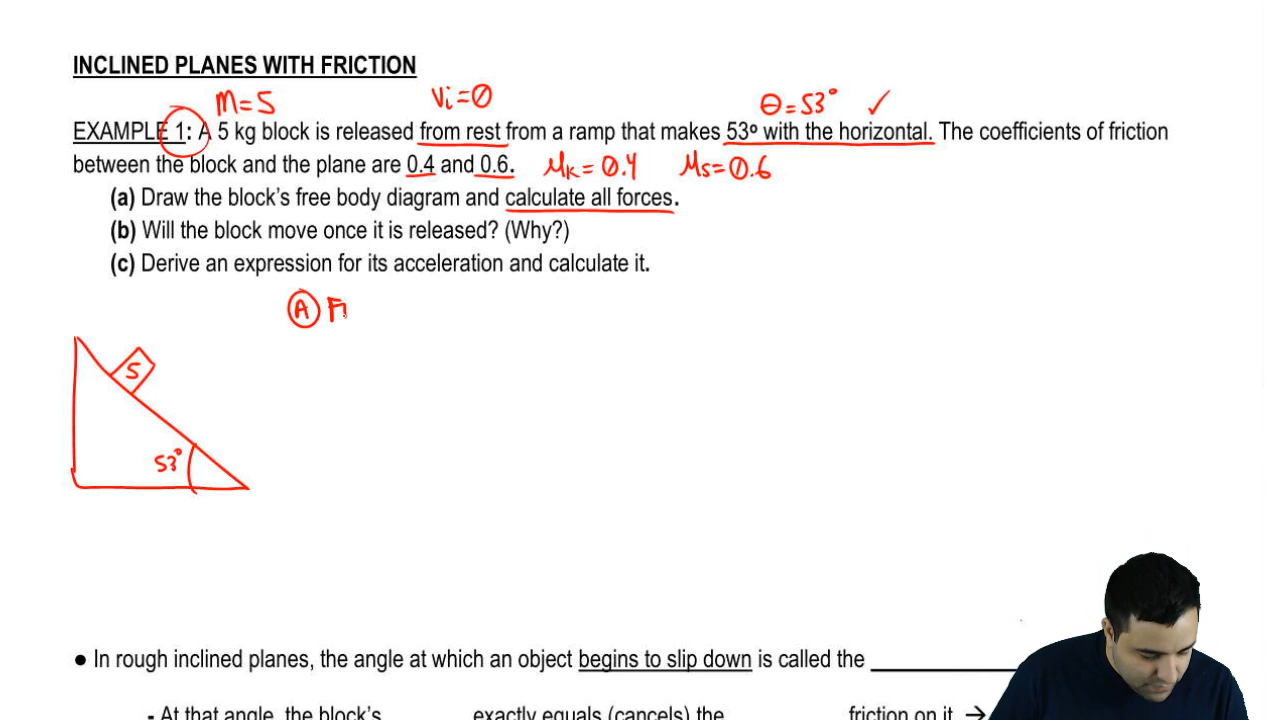 INCLINED PLANES WITH FRICTION
m=5 Vi=0 θ=53° ✓
EXAMPLE 1: A 5 kg block is released from rest from a ramp that makes 53º with the horizontal. The coefficients of friction
between the block and the plane are 0.4 and 0.6. μk=0.4 μs=0.6
(a) Draw the block’s free body diagram and calculate all forces.
(b) Will the block move once it is released? (Why?)
(c) Derive an expression for its acceleration and calculate it.
A F
5
53°
● In rough inclined planes, the angle at which an object begins to slip down is called the ____________
- At that angle, the block’s exactly equals (cancels) the friction on it. →